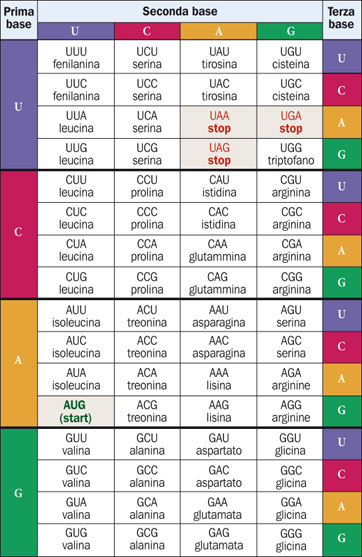 Prima base Seconda base Terza base
U C A G
U
UUU UCU UAU UGU U
fenilanina serina tirosina cisteina
UUC UCC UAC UGC C
fenilanina serina tirosina cisteina
UUA UCA UAA UGA A
leucina serina stop stop
UUG UCG UAG UGG G
leucina serina stop triptofano
C
CUU CCU CAU CGU U
leucina prolina istidina arginina
CUC CCC CAC CGC C
leucina prolina istidina arginina
CUA CCA CAA CGA A
leucina prolina glutammina arginina
CUG CCG CAG CGG G
leucina prolina glutammina arginina
A
AUU ACU AAU AGU U
isoleucina treonina asparagina serina
AUC ACC AAC AGC C
isoleucina treonina asparagina serina
AUA ACA AAA AGA A
isoleucina treonina lisina arginine
AUG ACG AAG AGG G
(start) treonina lisina arginine
G
GUU GCU GAU GGU U
valina alanina aspartato glicina
GUC GCC GAC GGC C
valina alanina aspartato glicina
GUA GCA GAA GGA A
valina alanina glutamata glicina
GUG GCG GAG GGG G
valina alanina glutamata glicina